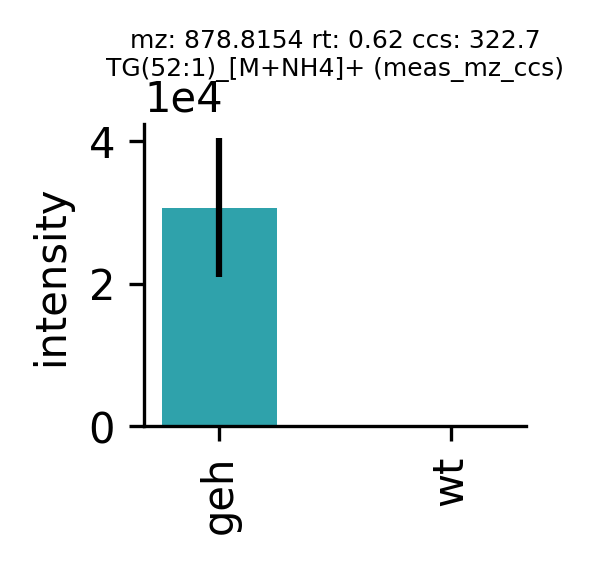 mz: 878.8154 rt: 0.62 ccs: 322.7
TG(52:1)_[M+NH4]+ (meas_mz_ccs)
1e4
4
2
0
intensity
geh
wt